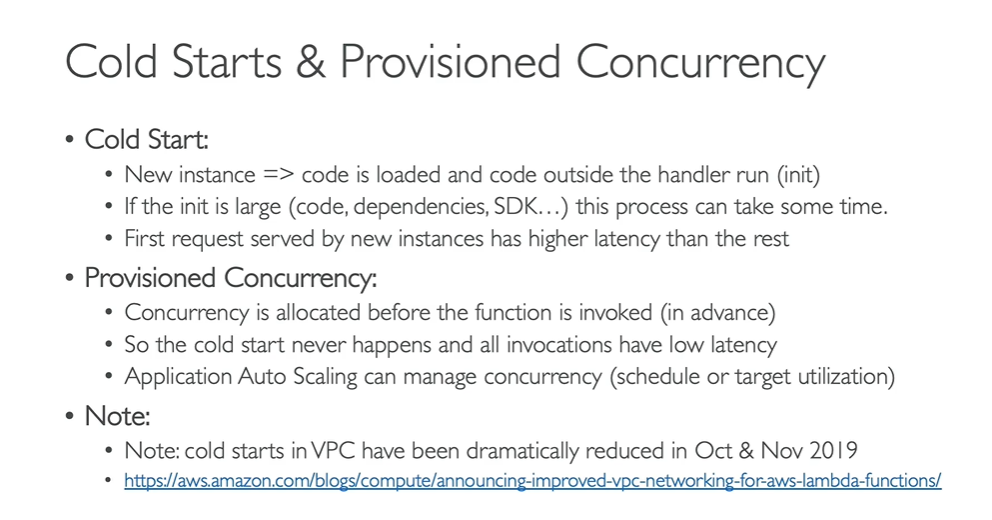 Cold Starts & Provisioned Concurrency
• Cold Start:
• New instance => code is loaded and code outside the handler run (init)
• If the init is large (code, dependencies, SDK…) this process can take some time.
• First request served by new instances has higher latency than the rest
• Provisioned Concurrency:
• Concurrency is allocated before the function is invoked (in advance)
• So the cold start never happens and all invocations have low latency
• Application Auto Scaling can manage concurrency (schedule or target utilization)
• Note:
• Note: cold starts in VPC have been dramatically reduced in Oct & Nov 2019
• https://aws.amazon.com/blogs/compute/announcing-improved-vpc-networking-for-aws-lambda-functions/